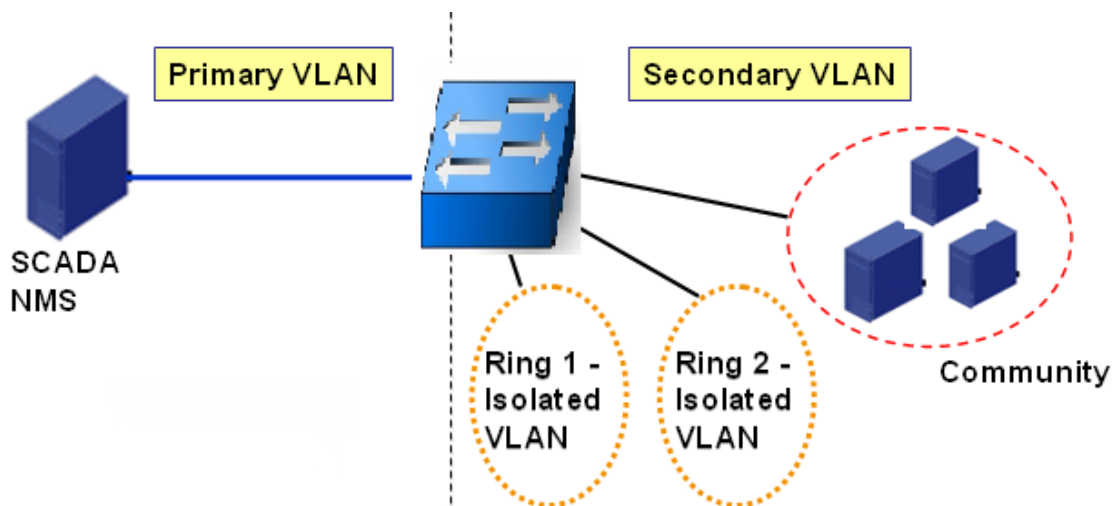 Primary VLAN
Secondary VLAN
SCADA
NMS
Ring 1 -
Isolated
VLAN
Ring 2 -
Isolated
VLAN
Community